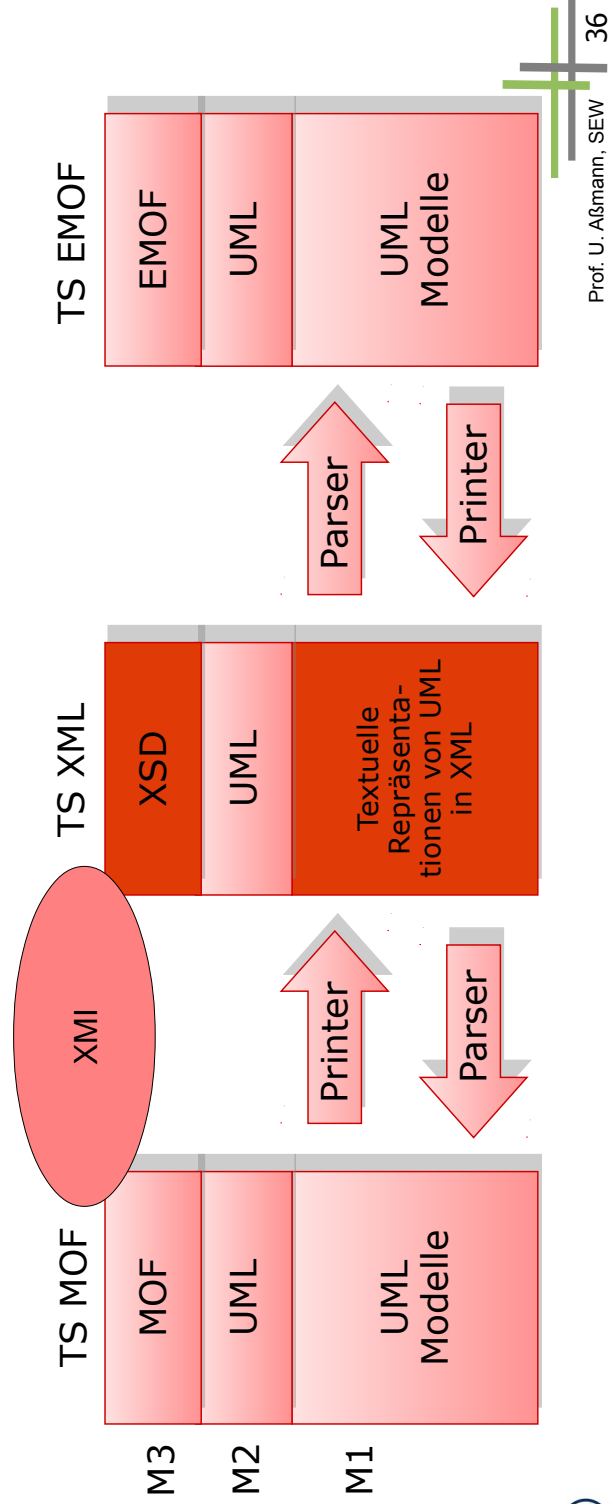 XMI
TS MOF
TS XML
TS EMOF
M3
MOF
XSD
EMOF
M2
UML
UML
UML
M1
UML
Modelle
Printer
Parser
Textuelle
Repräsenta-
tionen von UML
in XML
Parser
Printer
UML
Modelle
Prof. U. Aßmann, SEW
36